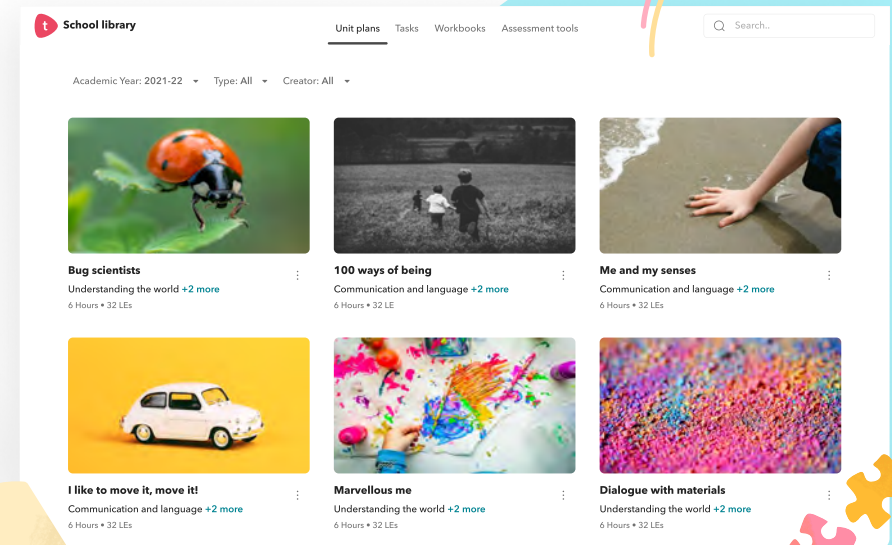 t School library
Unit plans Tasks Workbooks Assessment tools
Search..
Academic Year: 2021-22 Type: All Creator: All
Bug scientists
Understanding the world +2 more
6 Hours • 32 LEs
100 ways of being
Communication and language +2 more
6 Hours • 32 LE
Me and my senses
Communication and language +2 more
6 Hours • 32 LEs
I like to move it, move it!
Communication and language +2 more
6 Hours • 32 LEs
Marvellous me
Understanding the world +2 more
6 Hours • 32 LEs
Dialogue with materials
Understanding the world +2 more
6 Hours • 32 LEs